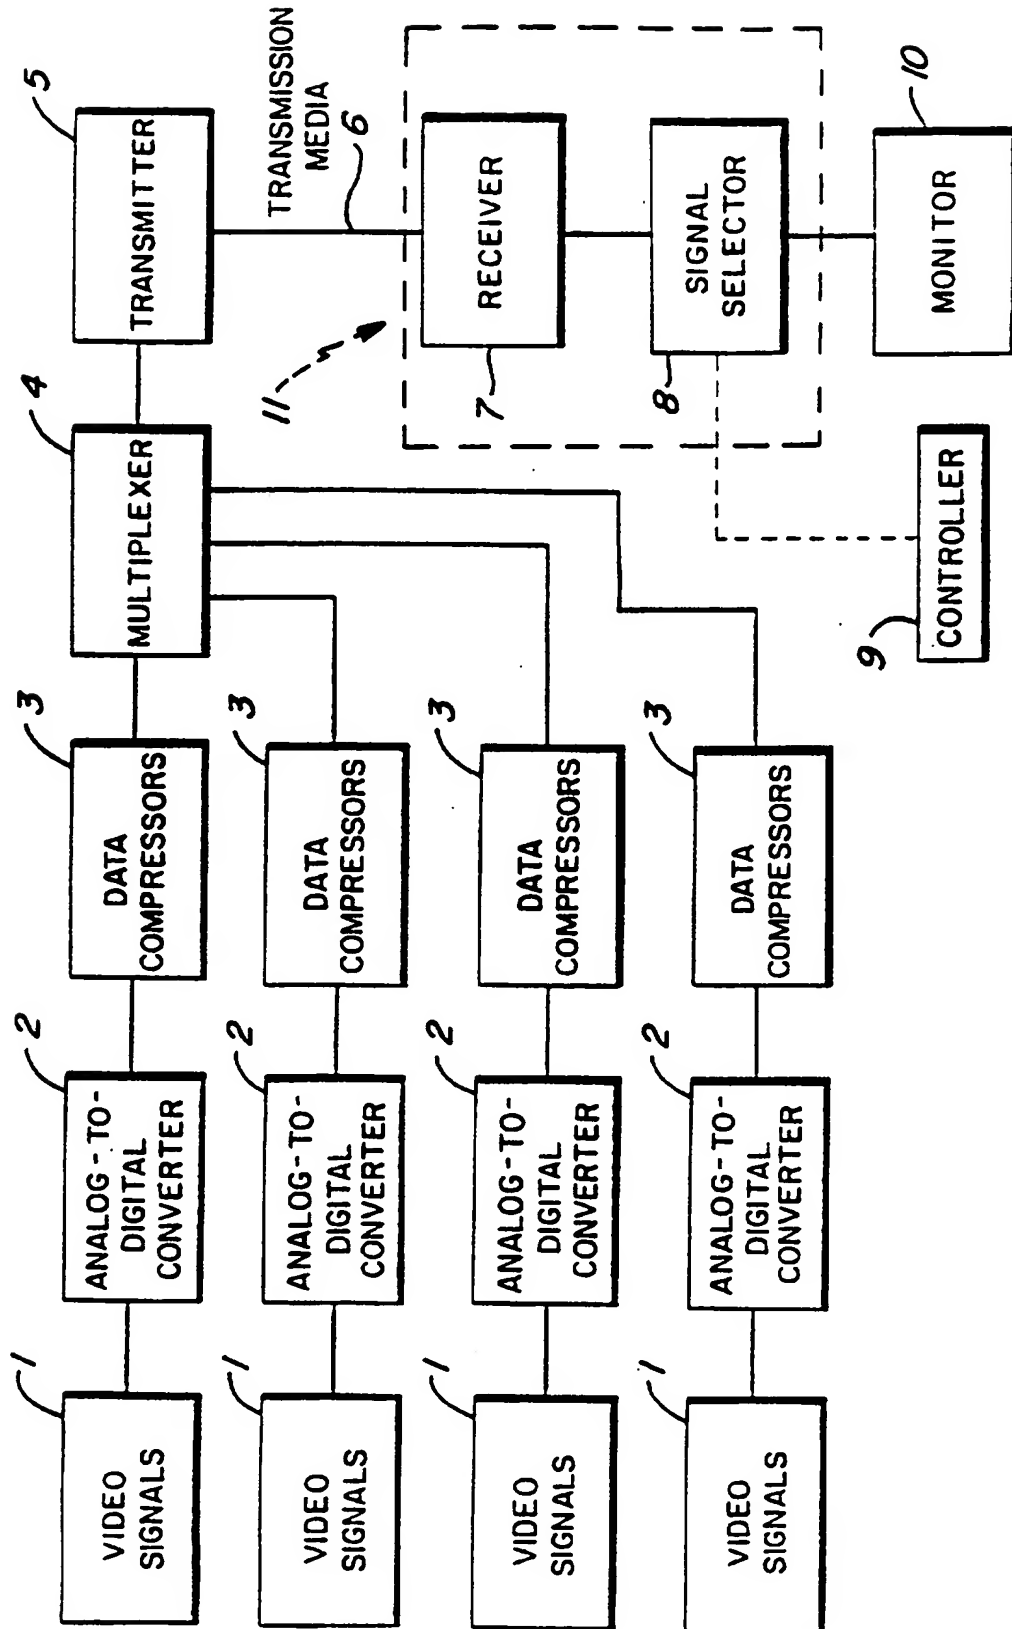 1
VIDEO
SIGNALS
2
ANALOG-TO-
DIGITAL
CONVERTER
3
DATA
COMPRESSORS
4
MULTIPLEXER
5
TRANSMITTER
1
VIDEO
SIGNALS
2
ANALOG-TO-
DIGITAL
CONVERTER
3
DATA
COMPRESSORS
TRANSMISSION
MEDIA
6
1
VIDEO
SIGNALS
2
ANALOG-TO-
DIGITAL
CONVERTER
3
DATA
COMPRESSORS
11
7
RECEIVER
1
VIDEO
SIGNALS
2
ANALOG-TO-
DIGITAL
CONVERTER
3
DATA
COMPRESSORS
8
SIGNAL
SELECTOR
9
CONTROLLER
10
MONITOR